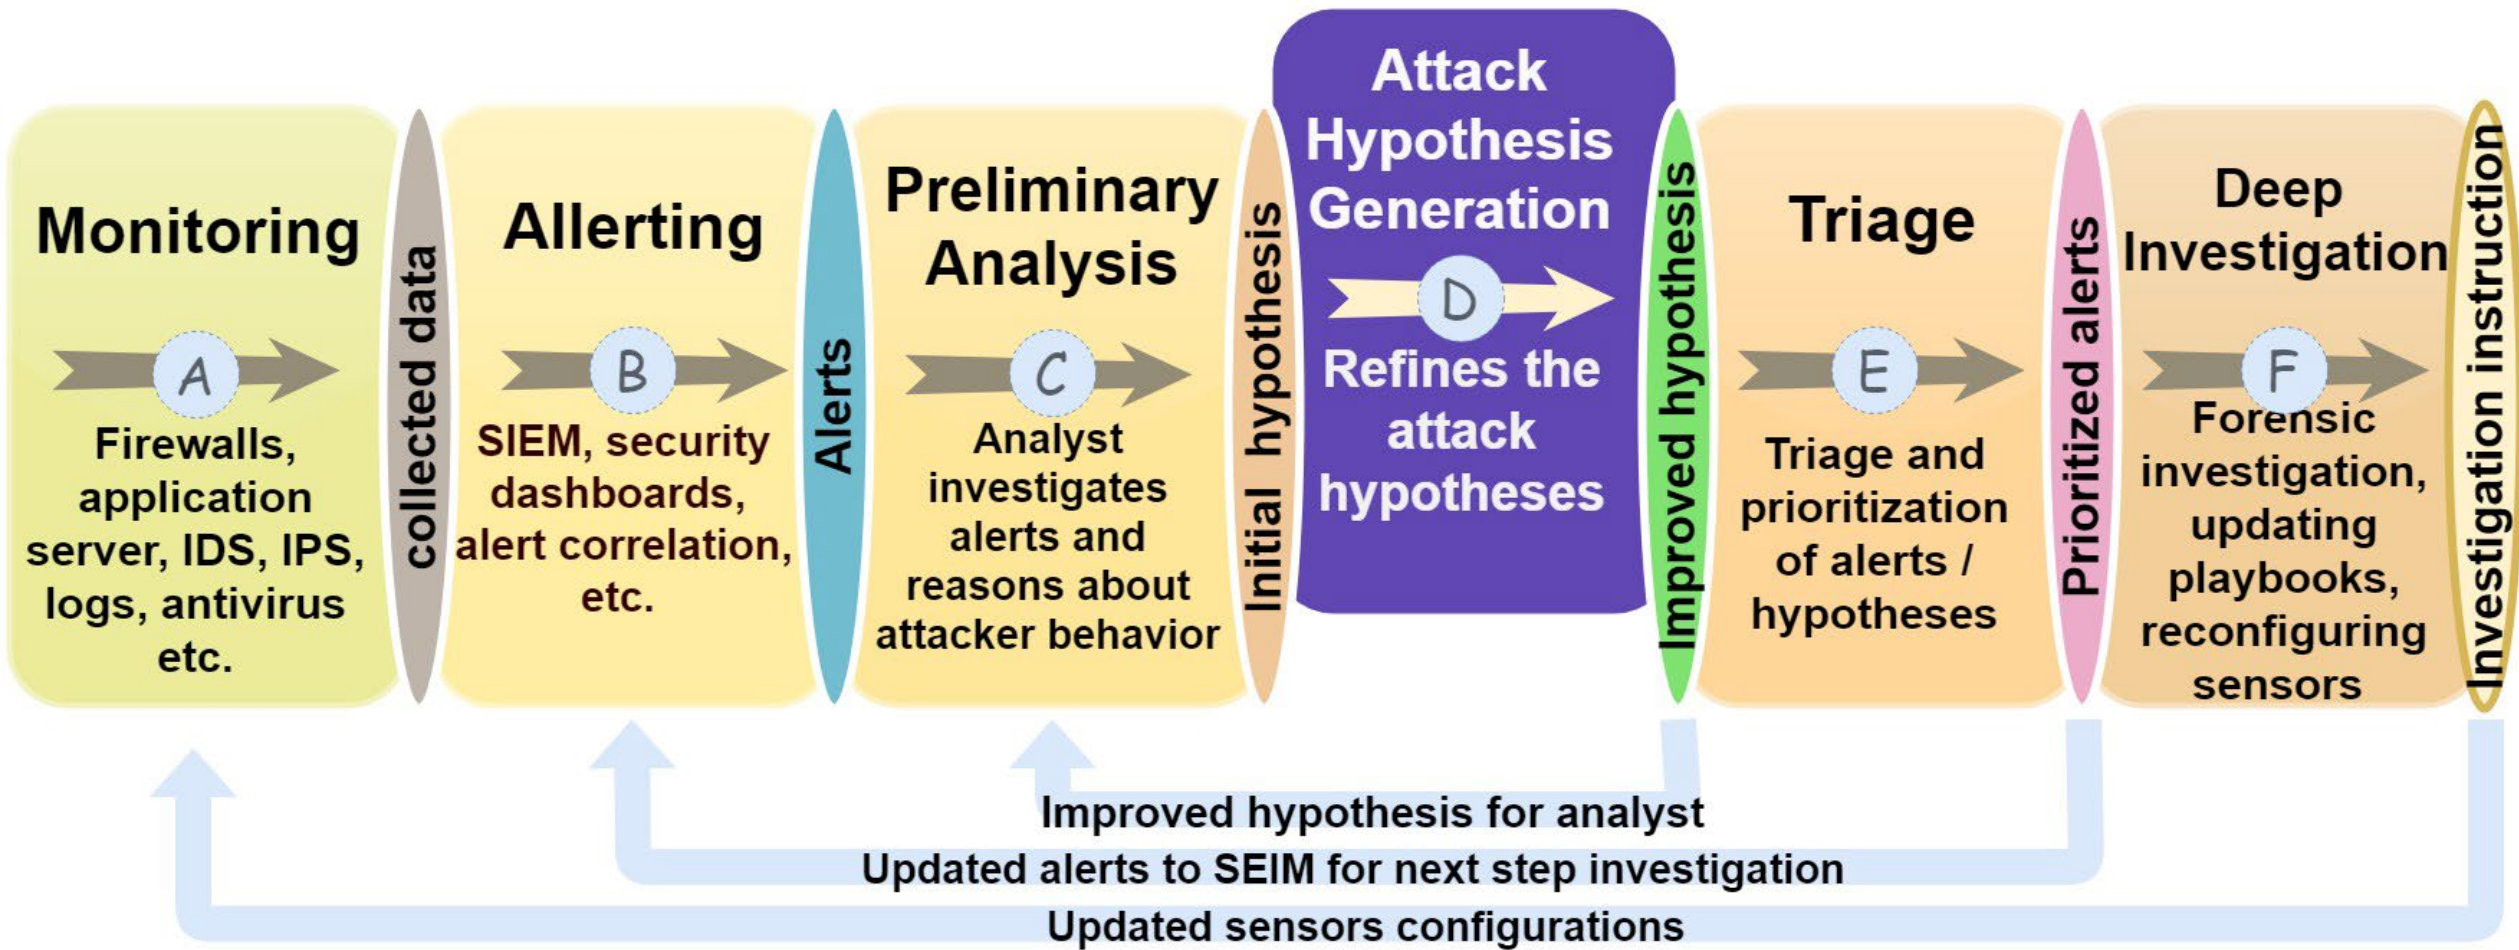 Monitoring
A
Firewalls,
application
server, IDS, IPS,
logs, antivirus
etc.
collected data
Allerting
B
SIEM, security
dashboards,
alert correlation,
etc.
Alerts
Preliminary
Analysis
C
Analyst
investigates
alerts and
reasons about
attacker behavior
Initial hypothesis
Attack
Hypothesis
Generation
D
Refines the
attack
hypotheses
Improved hypothesis
Triage
E
Triage and
prioritization
of alerts /
hypotheses
Prioritized alerts
Deep
Investigation
F
Forensic
investigation,
updating
playbooks,
reconfiguring
sensors
Investigation instruction
Improved hypothesis for analyst
Updated alerts to SEIM for next step investigation
Updated sensors configurations